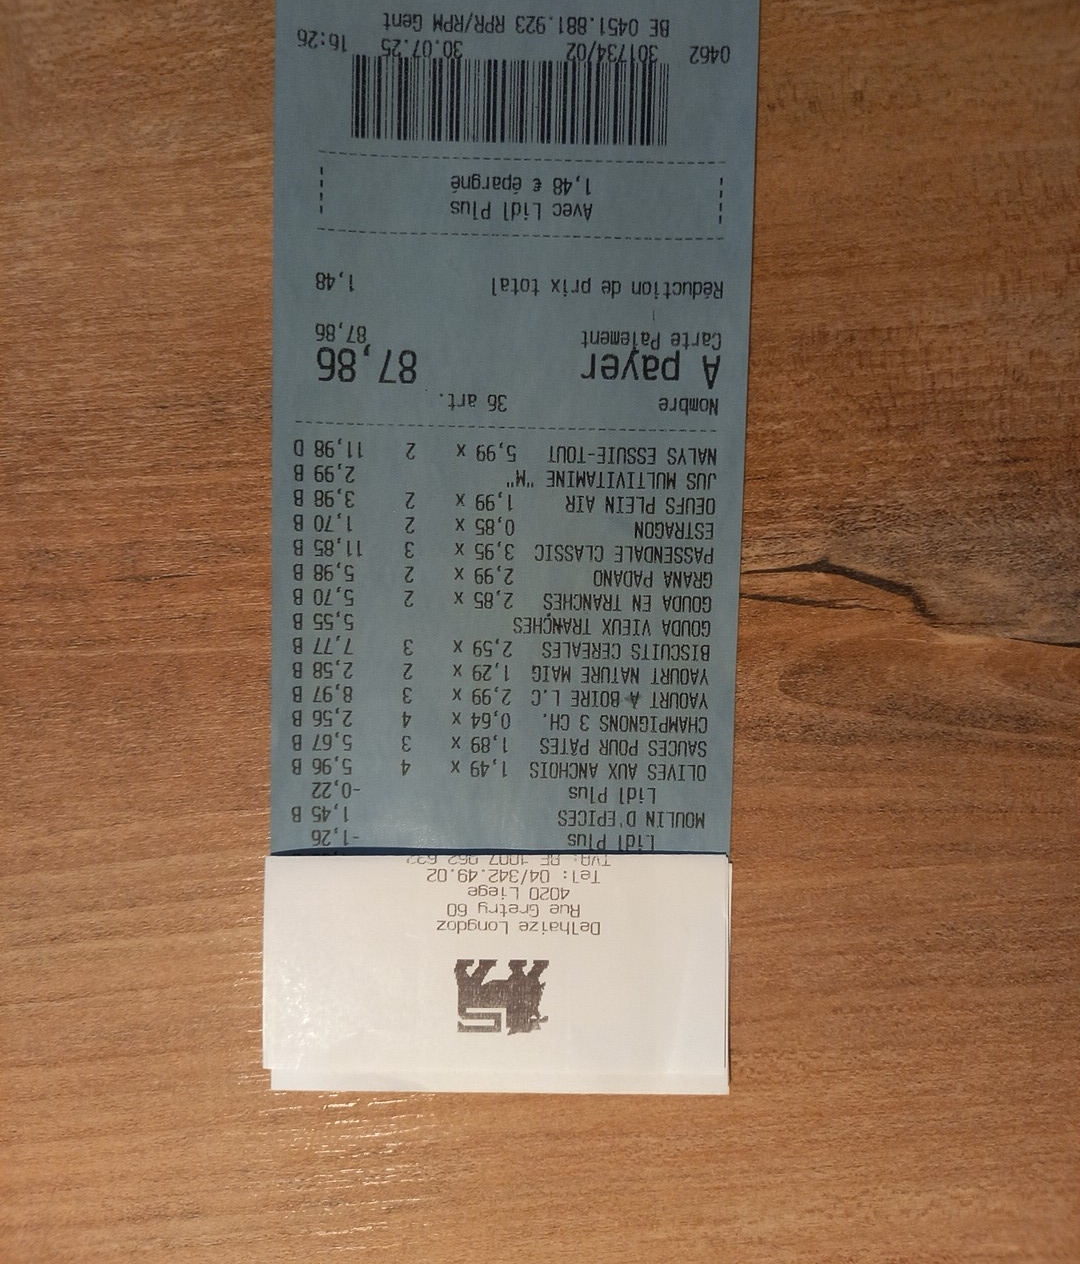 Delhaize Longdoz
Rue Gretry 60
4020 Liege
Tel: 04/342.49.02
TVA: BE 1007.962.632
Lidl Plus -1,26
MOULIN D'EPICES 1,45 B
Lidl Plus -0,22
OLIVES AUX ANCHOIS 1,49 x 4 5,96 B
SAUCES POUR PÂTES 1,89 x 3 5,67 B
CHAMPIGNONS 3 CH. 0,64 x 4 2,56 B
YAOURT À BOIRE L.C 2,99 x 3 8,97 B
YAOURT NATURE MAIG 1,29 x 2 2,58 B
BISCUITS CEREALES 2,59 x 3 7,77 B
GOUDA VIEUX TRANCHES 5,55 B
GOUDA EN TRANCHES 2,85 x 2 5,70 B
GRANA PADANO 2,99 x 2 5,98 B
PASSENDALE CLASSIC 3,95 x 3 11,85 B
ESTRAGON 0,85 x 2 1,70 B
OEUFS PLEIN AIR 1,99 x 2 3,98 B
JUS MULTIVITAMINE "M" 2,99 B
NALYS ESSUIE-TOUT 5,99 x 2 11,98 D
Nombre 36 art.
A payer 87,86
Carte Paiement 87,86
Réduction de prix total 1,48
Avec Lidl Plus
1,48 € épargné
0462 301734/02 30.07.25 16:26
BE 0451.881.923 RPR/RPM Gent